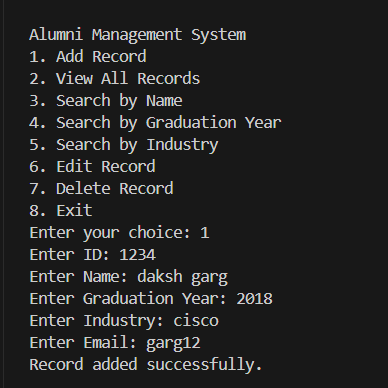 Alumni Management System
1. Add Record
2. View All Records
3. Search by Name
4. Search by Graduation Year
5. Search by Industry
6. Edit Record
7. Delete Record
8. Exit
Enter your choice: 1
Enter ID: 1234
Enter Name: daksh garg
Enter Graduation Year: 2018
Enter Industry: cisco
Enter Email: garg12
Record added successfully.